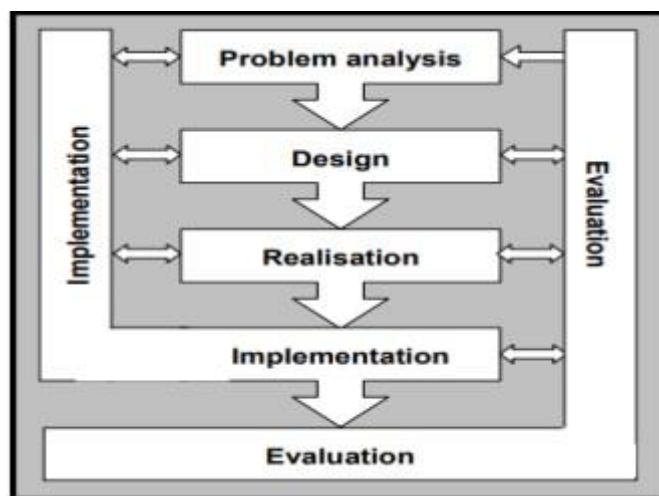 Problem analysis
Design
Realisation
Implementation
Evaluation
Implementation
Evaluation